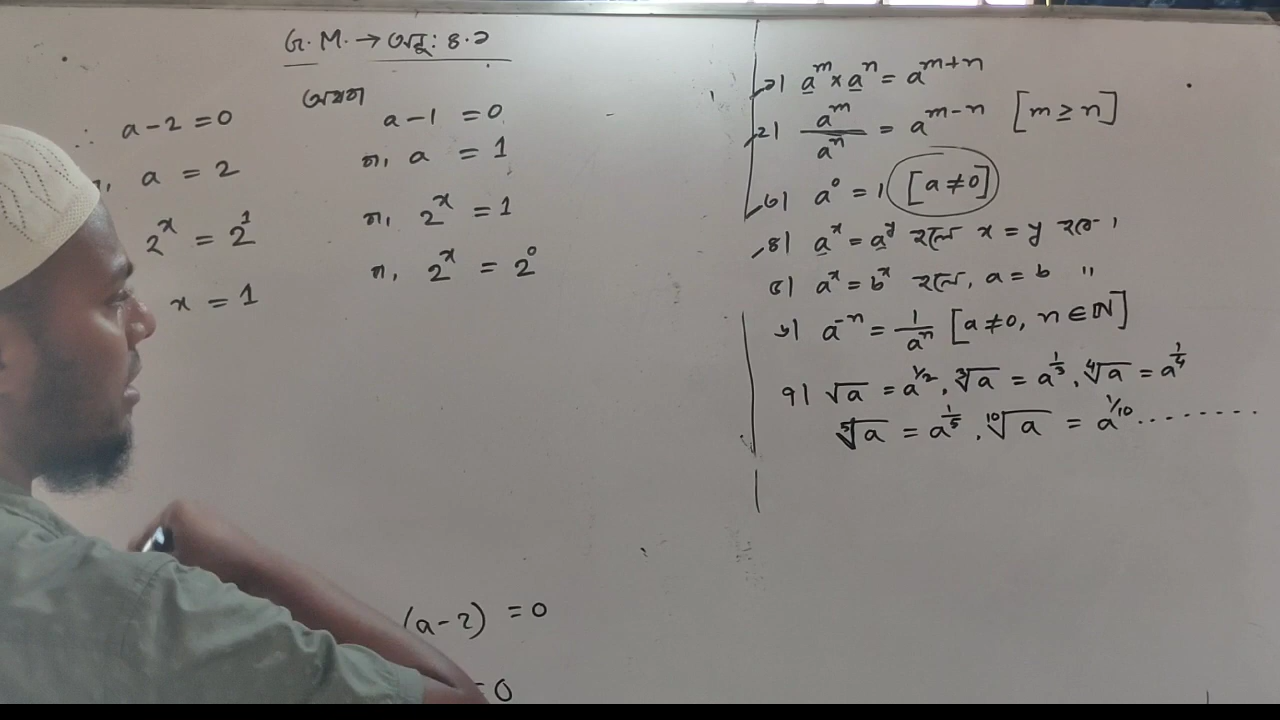 G. M. → অনু: ৪.১
অথবা
∴ a - 2 = 0
বা, a = 2
2^x = 2^1
x = 1
a - 1 = 0
বা, a = 1
বা, 2^x = 1
বা, 2^x = 2^0
(a - 2) = 0
= 0
১। a^m × a^n = a^{m+n}
২। a^m / a^n = a^{m-n} [m ≥ n]
৩। a^0 = 1 [a ≠ 0]
৪। a^x = a^y হলে x = y হবে।
৫। a^x = b^x হলে, a = b "
৬। a^{-n} = 1/a^n [a ≠ 0, n ∈ ℕ]
৭। √a = a^{1/2}, ∛a = a^{1/3}, ∜a = a^{1/4}
⁵√a = a^{1/5}, ¹⁰√a = a^{1/10} ........